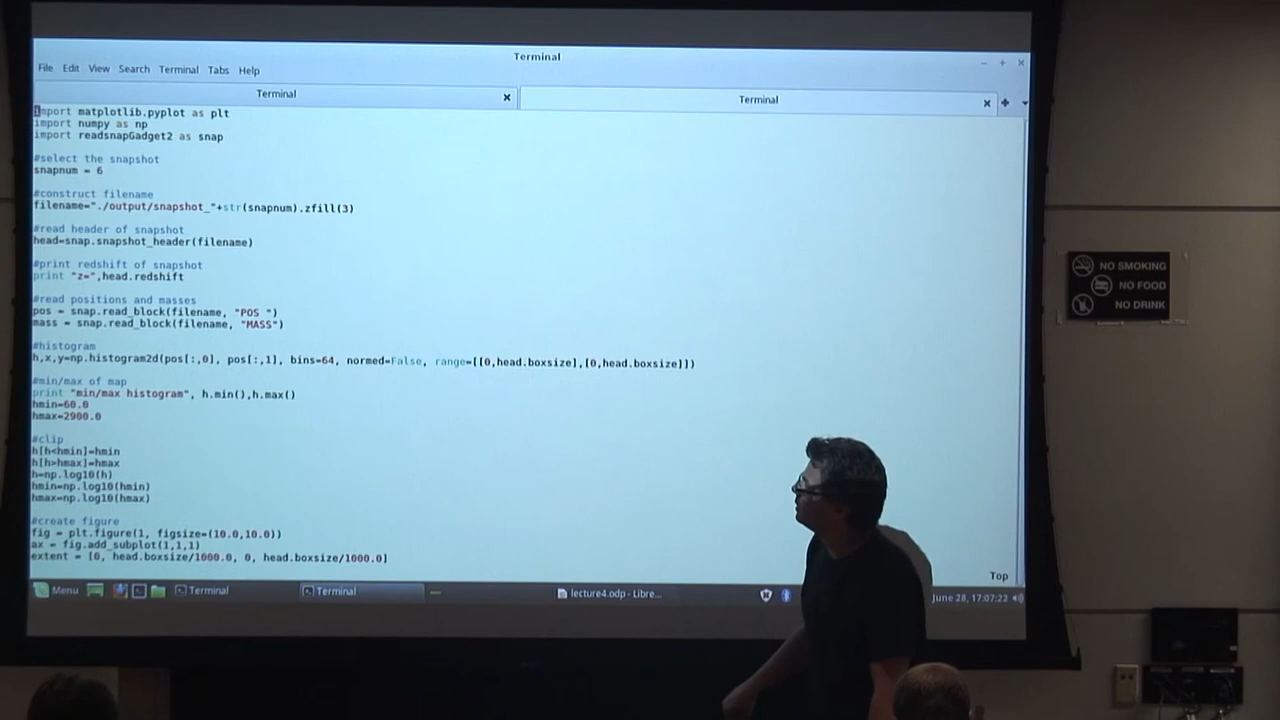 Terminal
File Edit View Search Terminal Tabs Help
Terminal
Terminal
import matplotlib.pyplot as plt
import numpy as np
import readsnapGadget2 as snap
#select the snapshot
snapnum = 6
#construct filename
filename="./output/snapshot_"+str(snapnum).zfill(3)
#read header of snapshot
head=snap.snapshot_header(filename)
#print redshift of snapshot
print "z=",head.redshift
#read positions and masses
pos = snap.read_block(filename, "POS ")
mass = snap.read_block(filename, "MASS")
#histogram
h,x,y=np.histogram2d(pos[:,0], pos[:,1], bins=64, normed=False, range=[[0,head.boxsize],[0,head.boxsize]])
#min/max of map
print "min/max histogram", h.min(),h.max()
hmin=60.0
hmax=2900.0
#clip
h[h<hmin]=hmin
h[h>hmax]=hmax
h=np.log10(h)
hmin=np.log10(hmin)
hmax=np.log10(hmax)
#create figure
fig = plt.figure(1, figsize=(10.0,10.0))
ax = fig.add_subplot(1,1,1)
extent = [0, head.boxsize/1000.0, 0, head.boxsize/1000.0]
Top
Menu Terminal Terminal lecture4.odp - Libre... June 28, 17:07:22
NO SMOKING
NO FOOD
NO DRINK